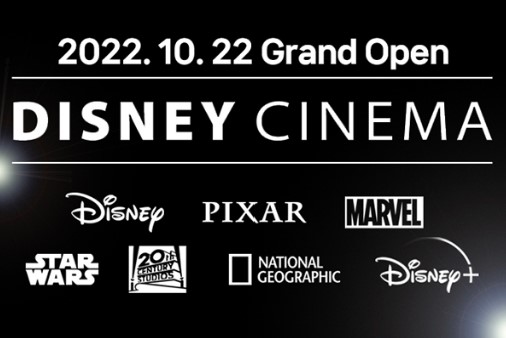 2022. 10. 22 Grand Open
DISNEY CINEMA
Disney PIXAR MARVEL
STAR WARS
20th CENTURY STUDIOS
NATIONAL GEOGRAPHIC
Disney+